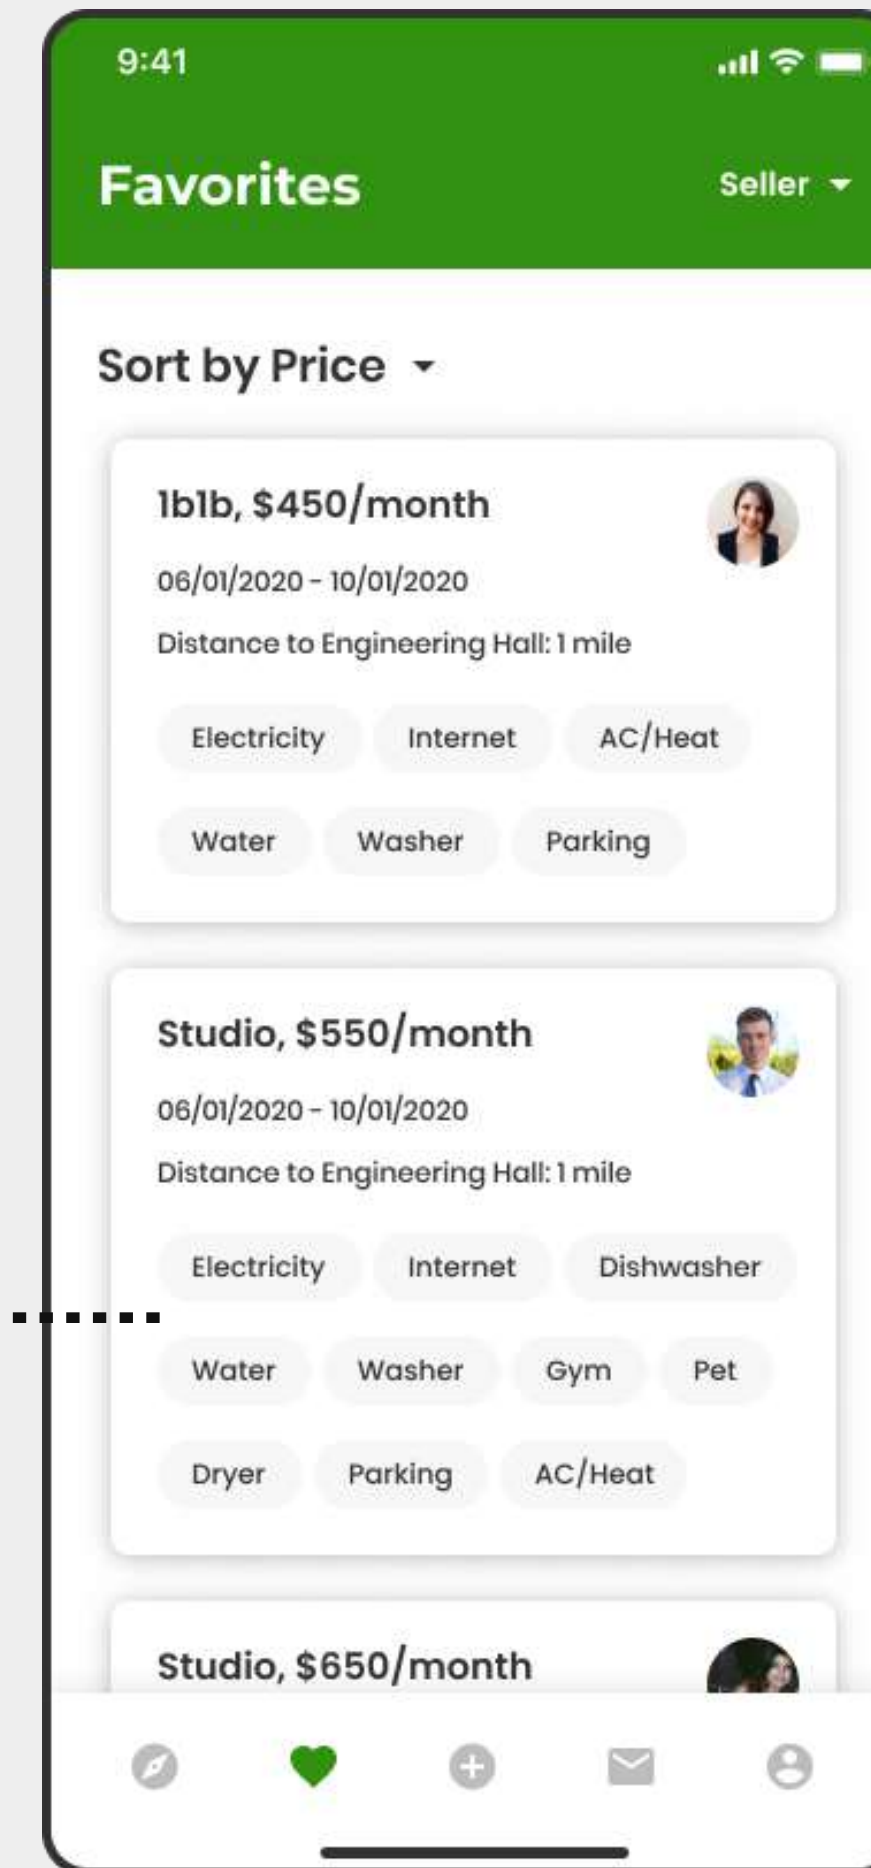 9:41
Favorites Seller
Sort by Price
1b1b, $450/month
06/01/2020 - 10/01/2020
Distance to Engineering Hall: 1 mile
Electricity Internet AC/Heat
Water Washer Parking
Studio, $550/month
06/01/2020 - 10/01/2020
Distance to Engineering Hall: 1 mile
Electricity Internet Dishwasher
Water Washer Gym Pet
Dryer Parking AC/Heat
Studio, $650/month